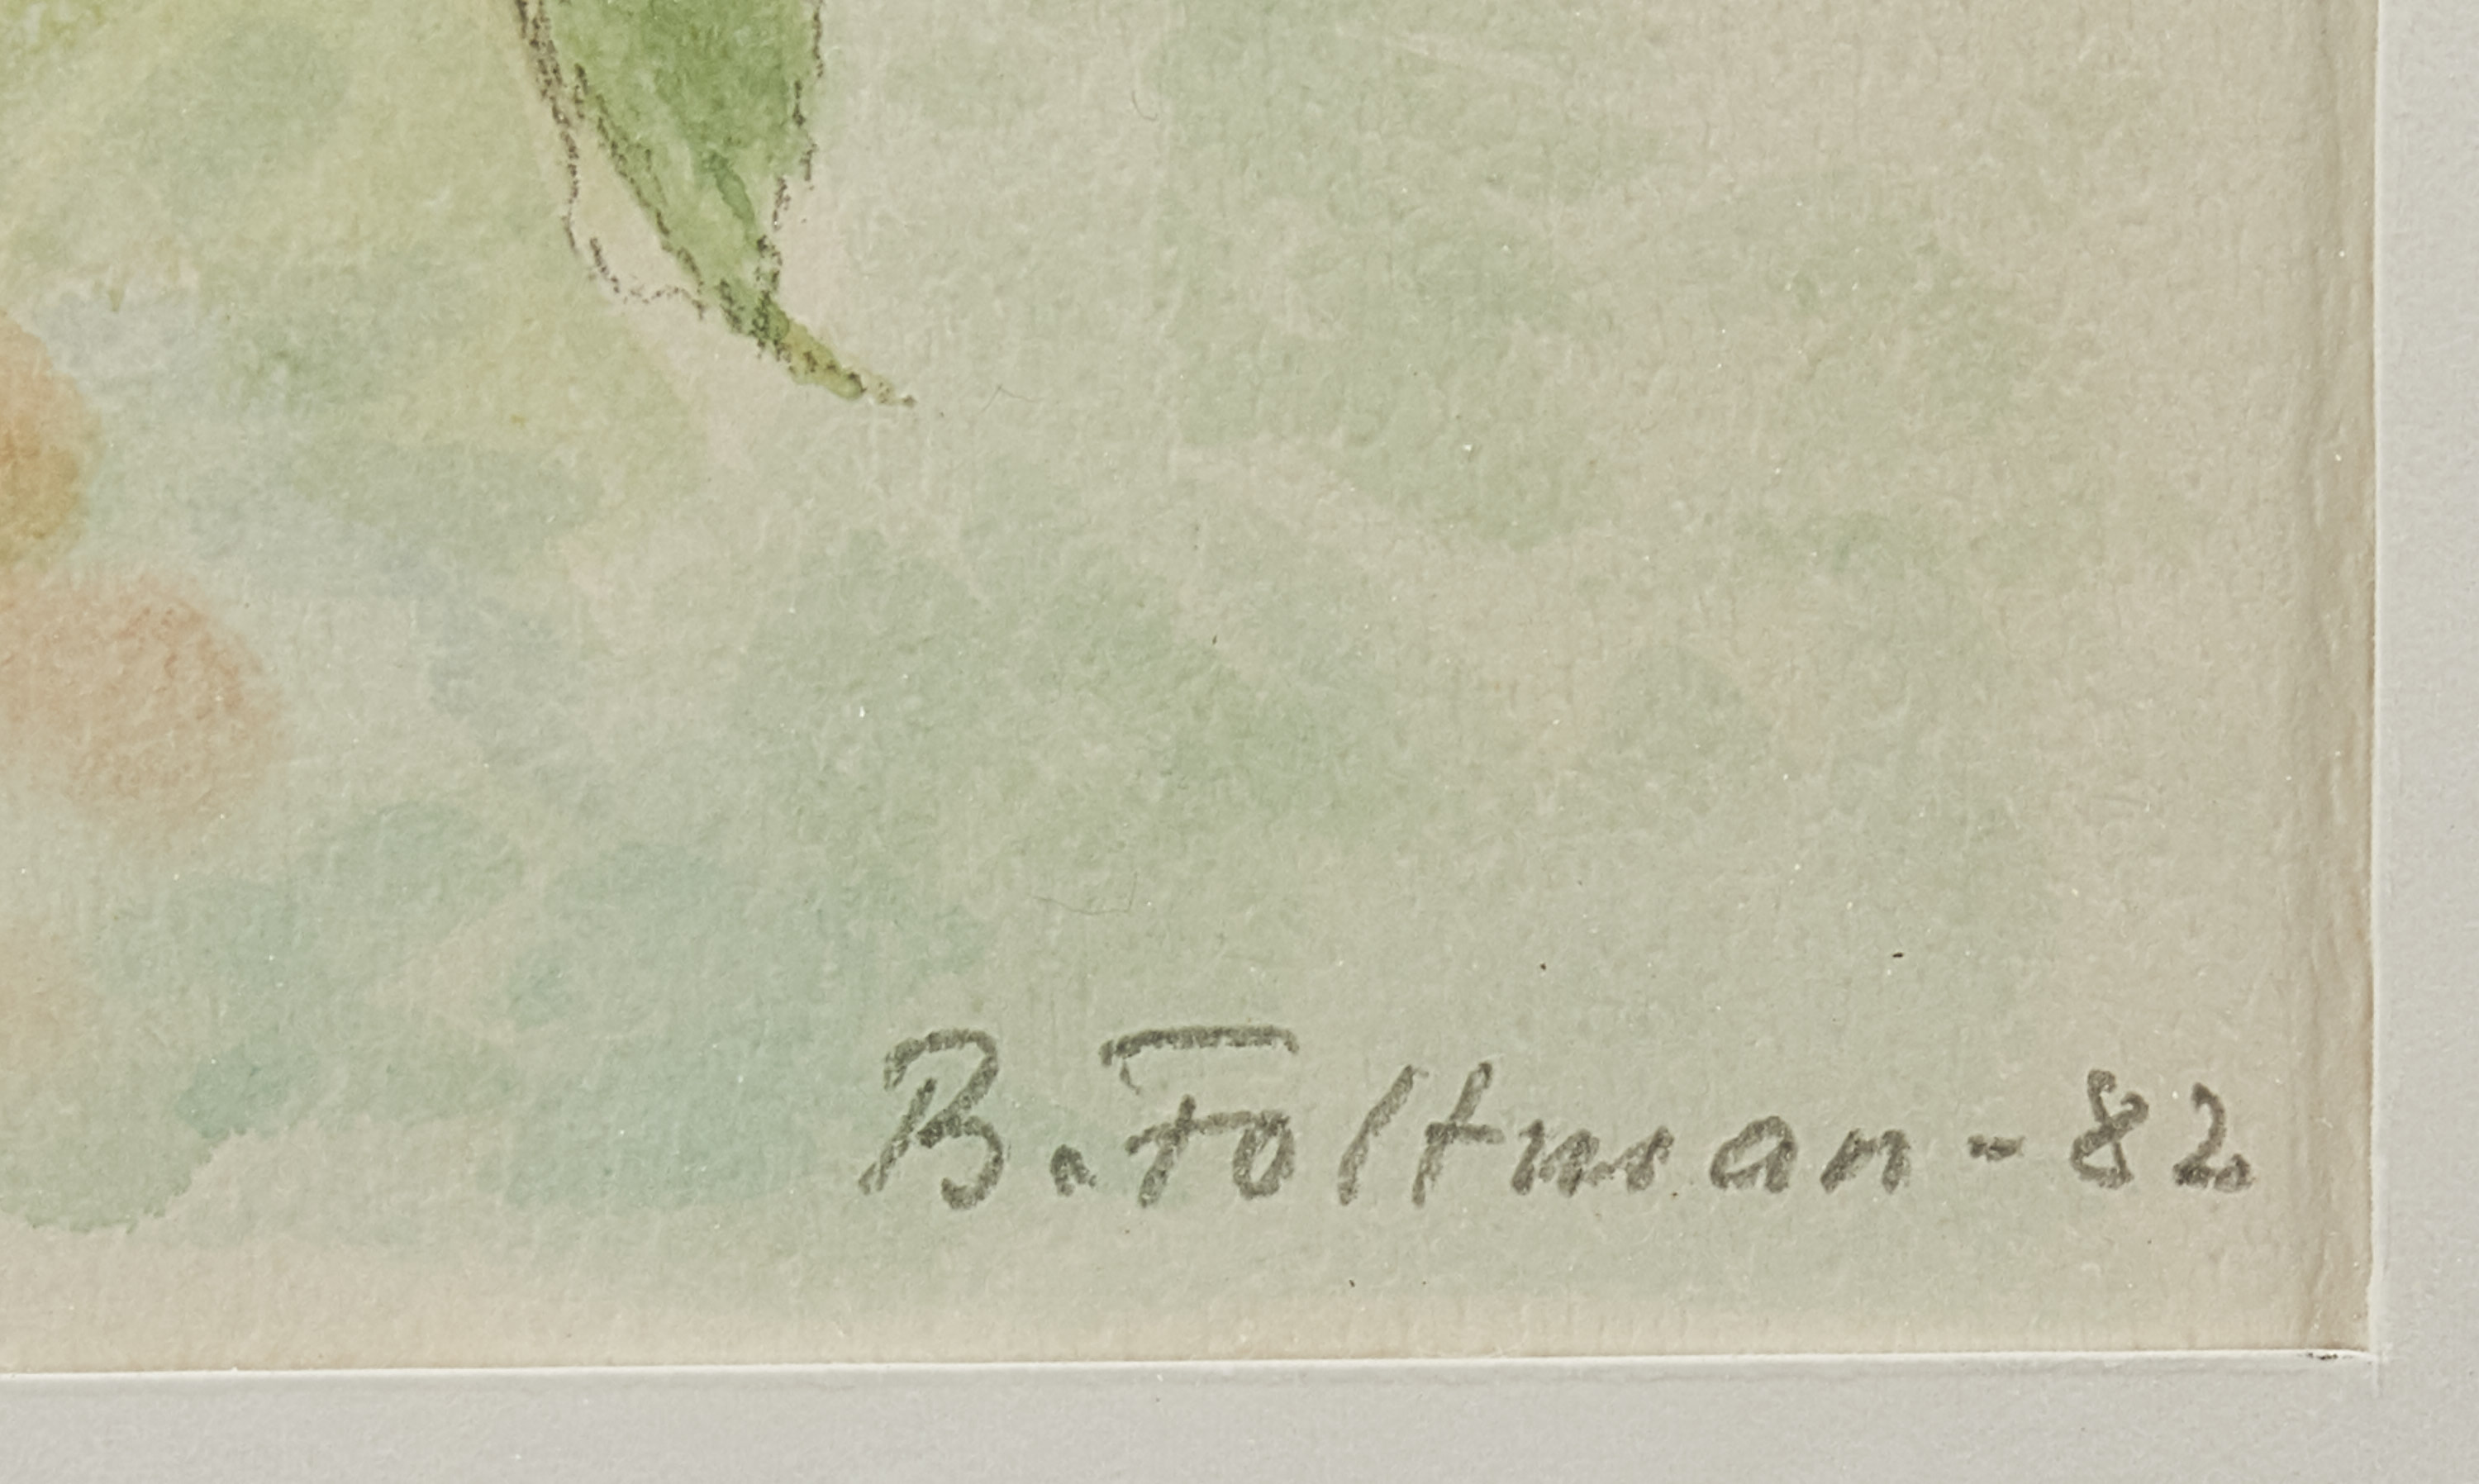 B. Foltman - 82